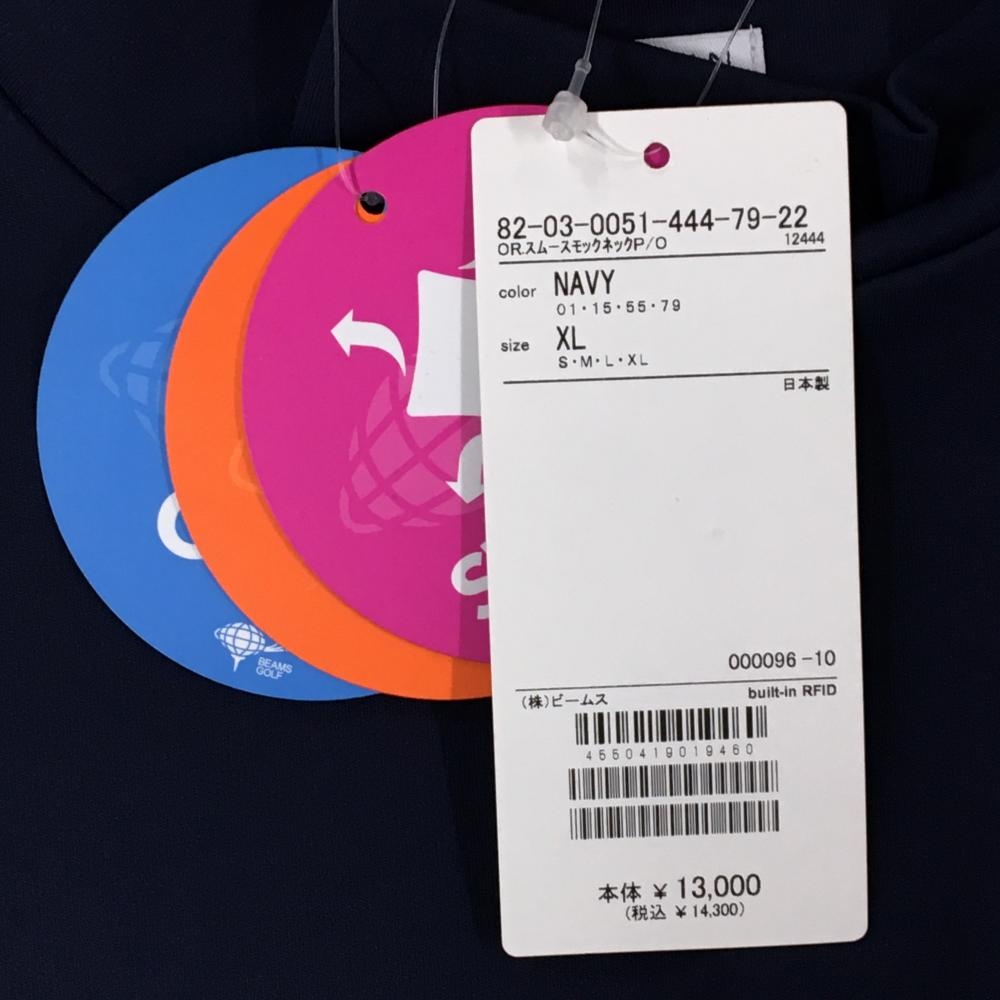 82-03-0051-444-79-22
OR.スムースモックネックP/O 12444
color NAVY
01・15・55・79
size XL
S・M・L・XL
日本製
000096-10
(株)ビームス built-in RFID
4550419019460
本体 ¥13,000
(税込 ¥14,300)
BEAMS
GOLF